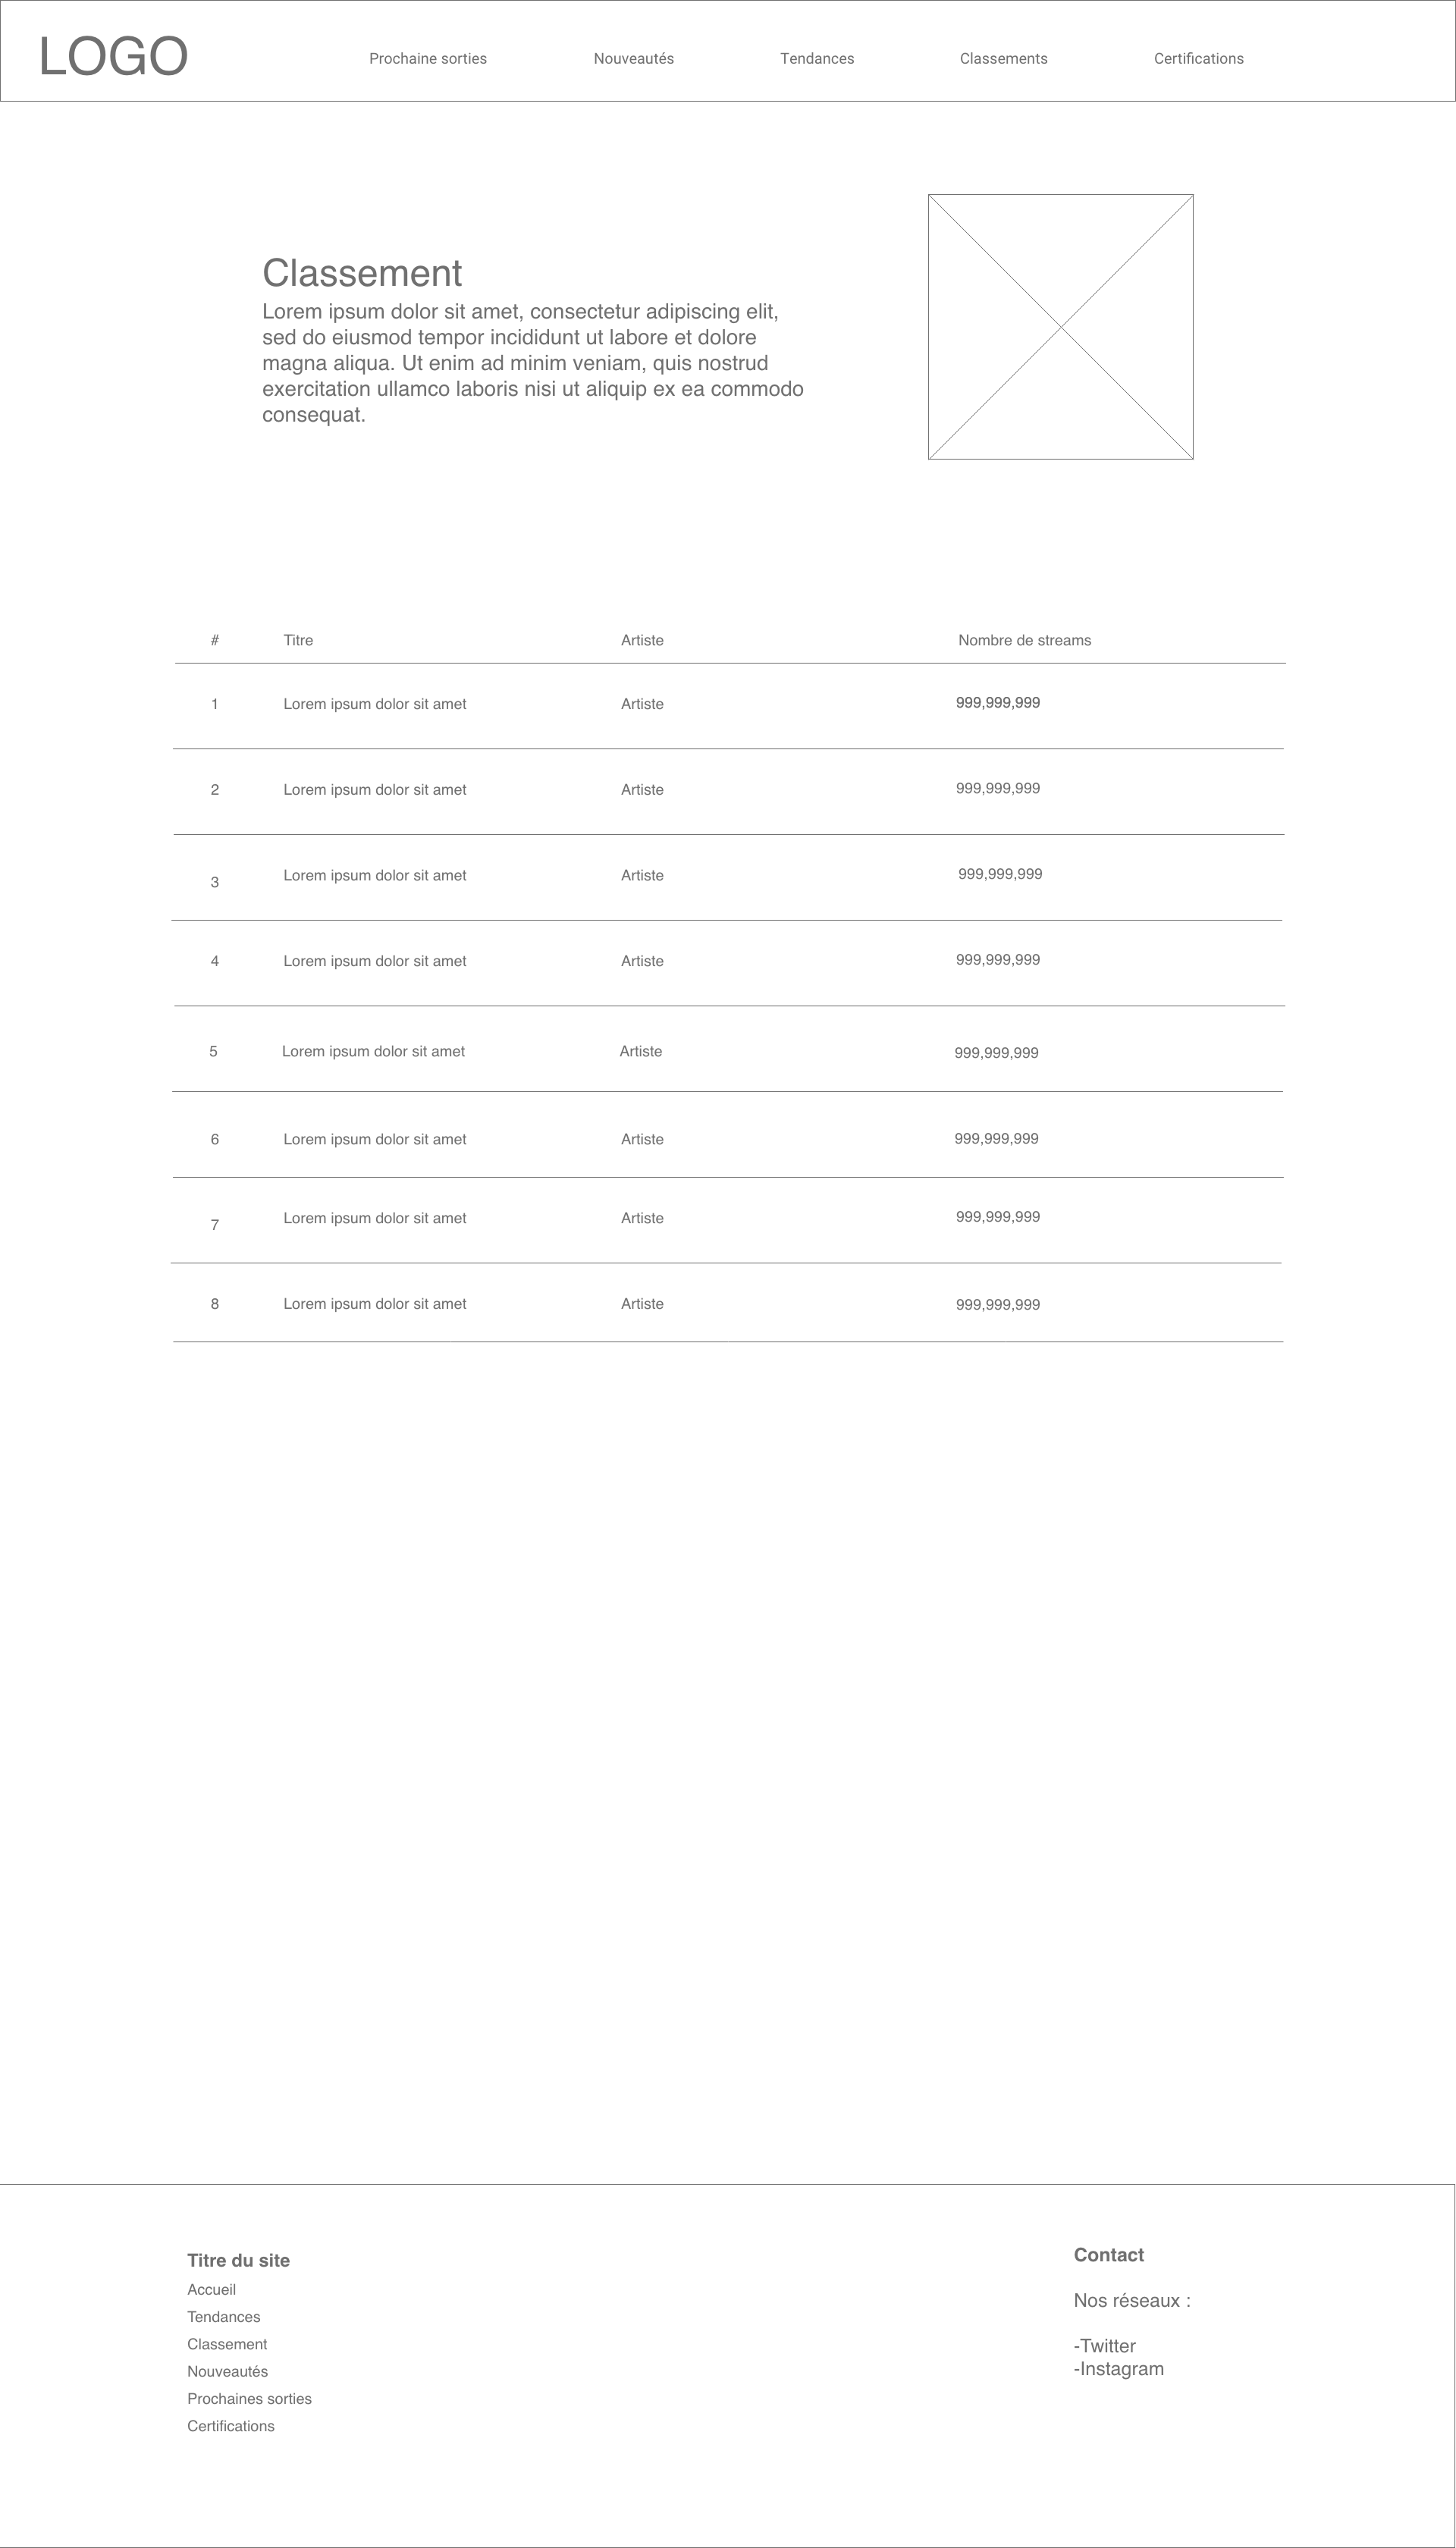 LOGO
Prochaine sorties
Nouveautés
Tendances
Classements
Certifications
Classement
Lorem ipsum dolor sit amet, consectetur adipiscing elit,
sed do eiusmod tempor incididunt ut labore et dolore
magna aliqua. Ut enim ad minim veniam, quis nostrud
exercitation ullamco laboris nisi ut aliquip ex ea commodo
consequat.
# Titre Artiste Nombre de streams
1 Lorem ipsum dolor sit amet Artiste 999,999,999
2 Lorem ipsum dolor sit amet Artiste 999,999,999
3 Lorem ipsum dolor sit amet Artiste 999,999,999
4 Lorem ipsum dolor sit amet Artiste 999,999,999
5 Lorem ipsum dolor sit amet Artiste 999,999,999
6 Lorem ipsum dolor sit amet Artiste 999,999,999
7 Lorem ipsum dolor sit amet Artiste 999,999,999
8 Lorem ipsum dolor sit amet Artiste 999,999,999
Titre du site
Accueil
Tendances
Classement
Nouveautés
Prochaines sorties
Certifications
Contact
Nos réseaux :
-Twitter
-Instagram